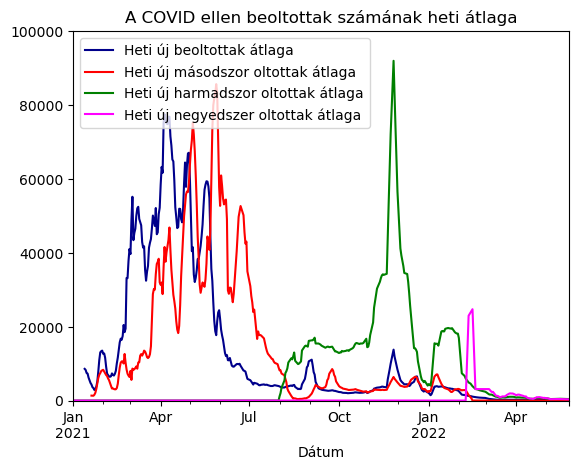 A COVID ellen beoltottak számának heti átlaga
100000
80000
60000
40000
20000
0
Heti új beoltottak átlaga
Heti új másodszor oltottak átlaga
Heti új harmadszor oltottak átlaga
Heti új negyedszer oltottak átlaga
Jan
2021
Apr
Jul
Oct
Jan
2022
Apr
Dátum